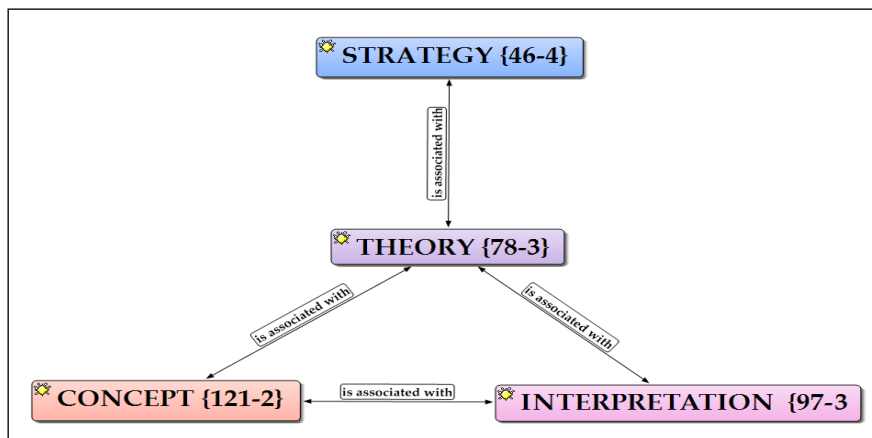 STRATEGY {46-4}
is associated with
THEORY {78-3}
is associated with
is associated with
CONCEPT {121-2}
is associated with
INTERPRETATION {97-3